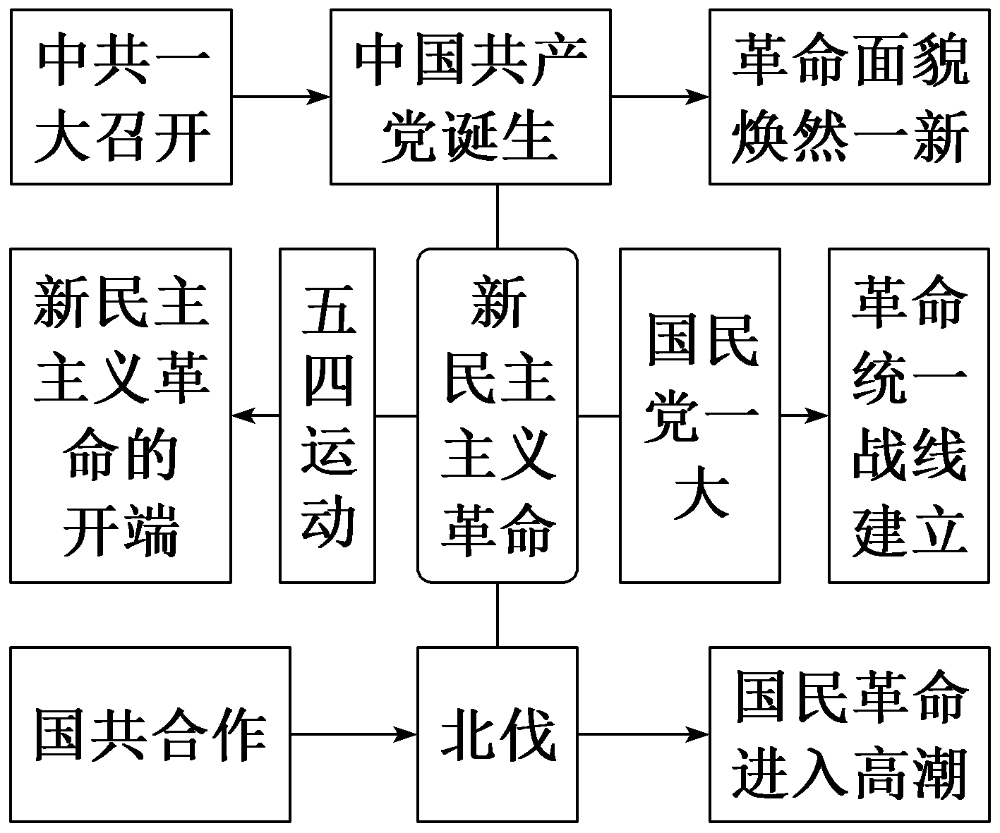 中共一
大召开
中国共产
党诞生
革命面貌
焕然一新
新民主
主义革
命的
开端
五
四
运
动
新
民主
主义
革命
国民
党一
大
革命
统一
战线
建立
国共合作
北伐
国民革命
进入高潮